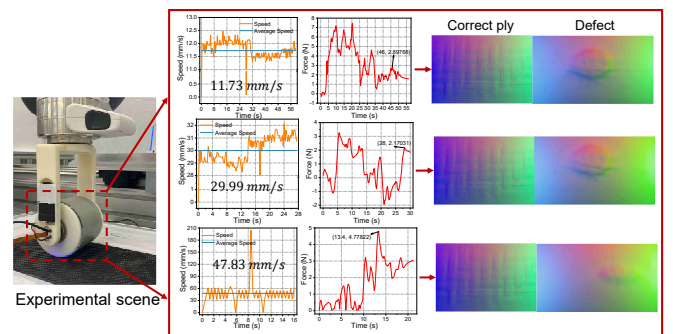 Correct ply
Defect
Speed
Average Speed
11.73 mm/s
Speed (mm/s)
Time (s)
Force (N)
(46, 2.69768)
Time (s)
Speed
Average Speed
29.99 mm/s
Speed (mm/s)
Time (s)
Force (N)
(28, 2.17031)
Time (s)
Speed
Average Speed
47.83 mm/s
Speed (mm/s)
Time (s)
Force (N)
(13.4, 4.77822)
Time (s)
Experimental scene